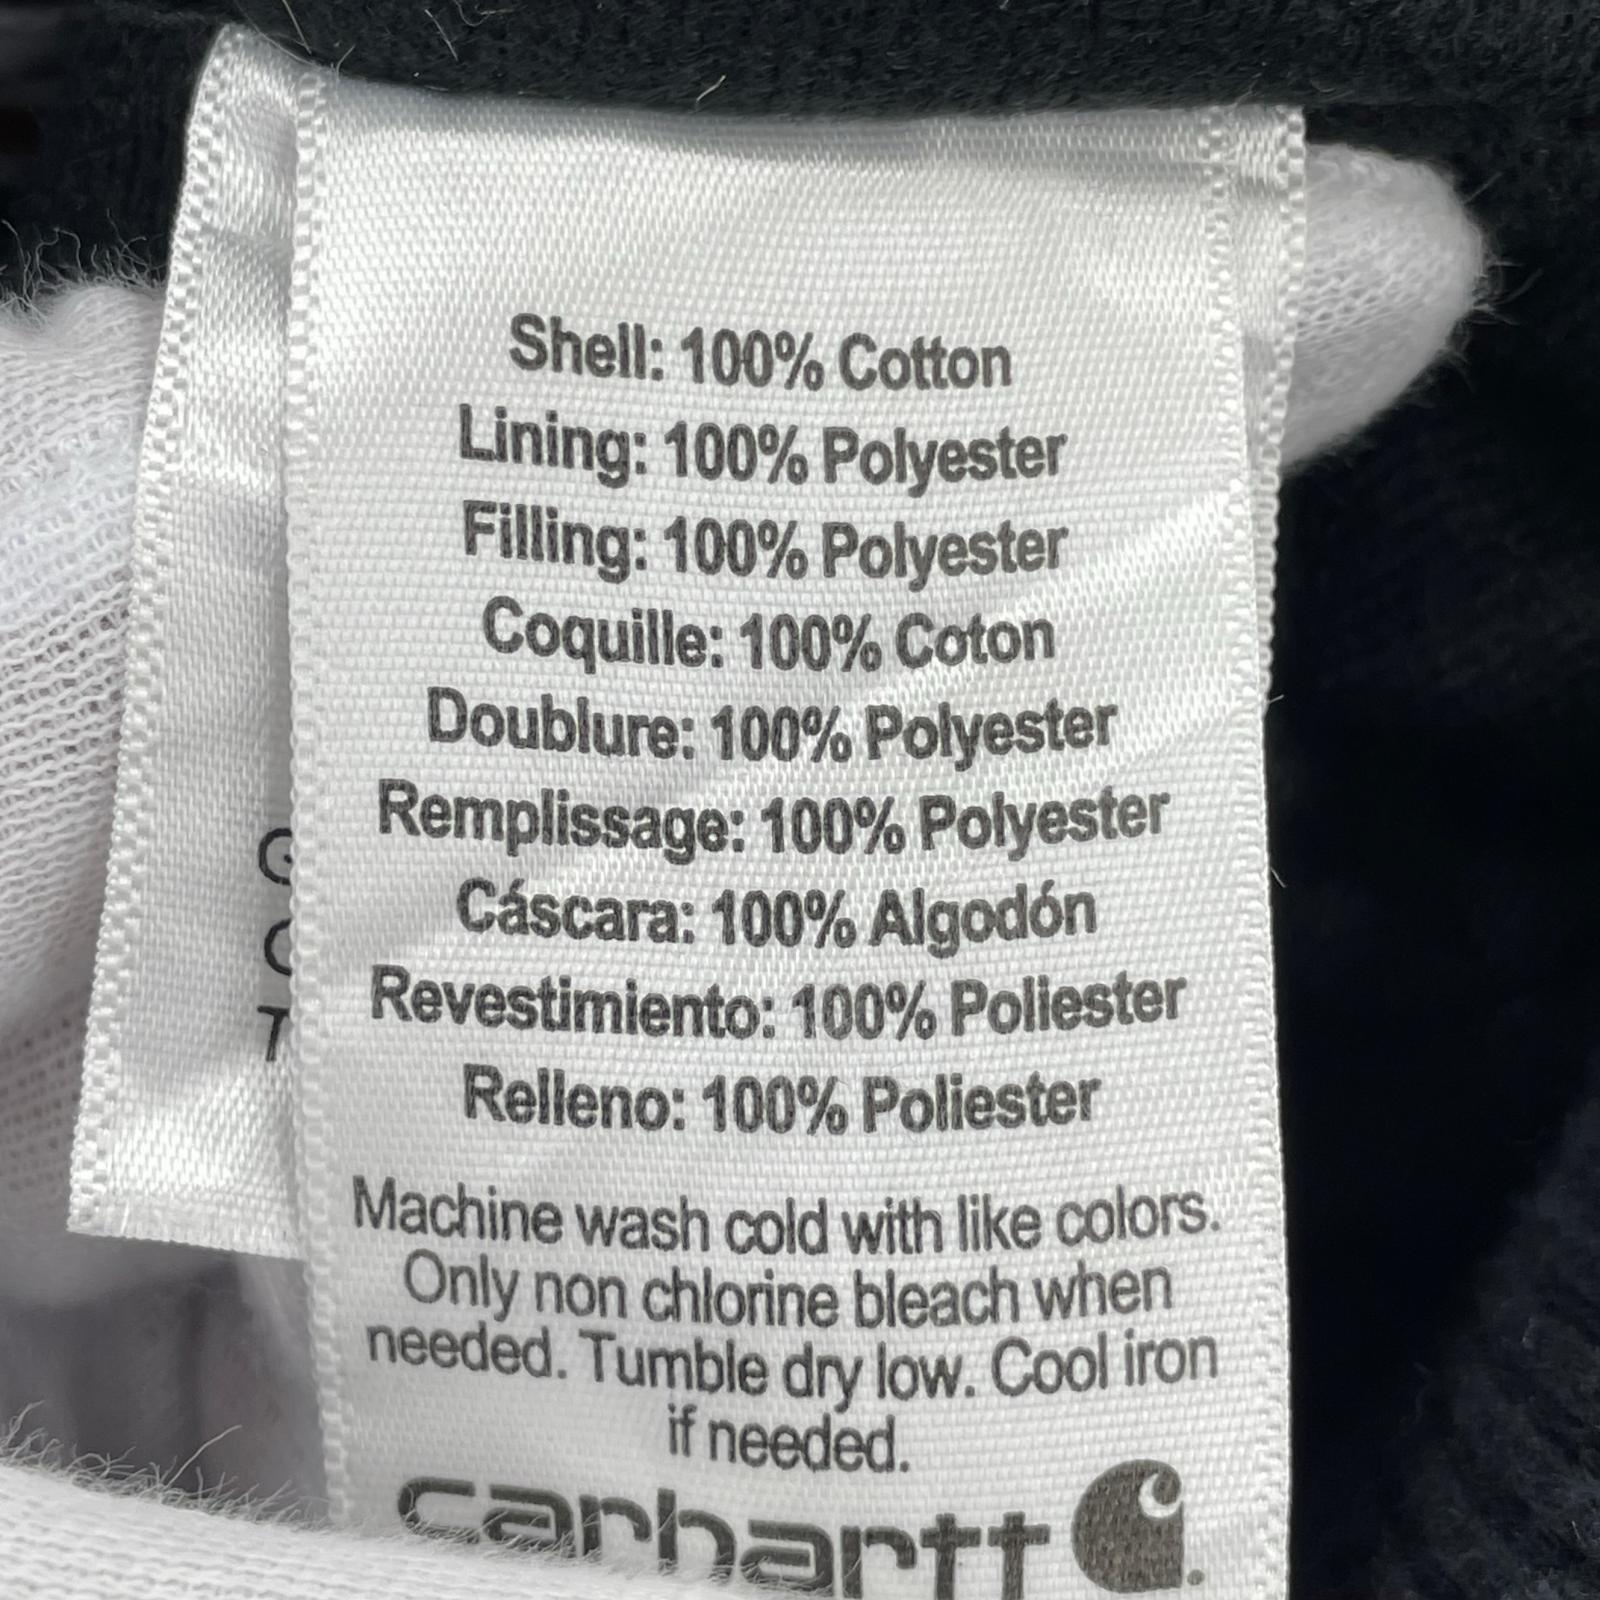 Shell: 100% Cotton
Lining: 100% Polyester
Filling: 100% Polyester
Coquille: 100% Coton
Doublure: 100% Polyester
Remplissage: 100% Polyester
Cáscara: 100% Algodón
Revestimiento: 100% Poliester
Relleno: 100% Poliester
Machine wash cold with like colors.
Only non chlorine bleach when
needed. Tumble dry low. Cool iron
if needed.
carhartt